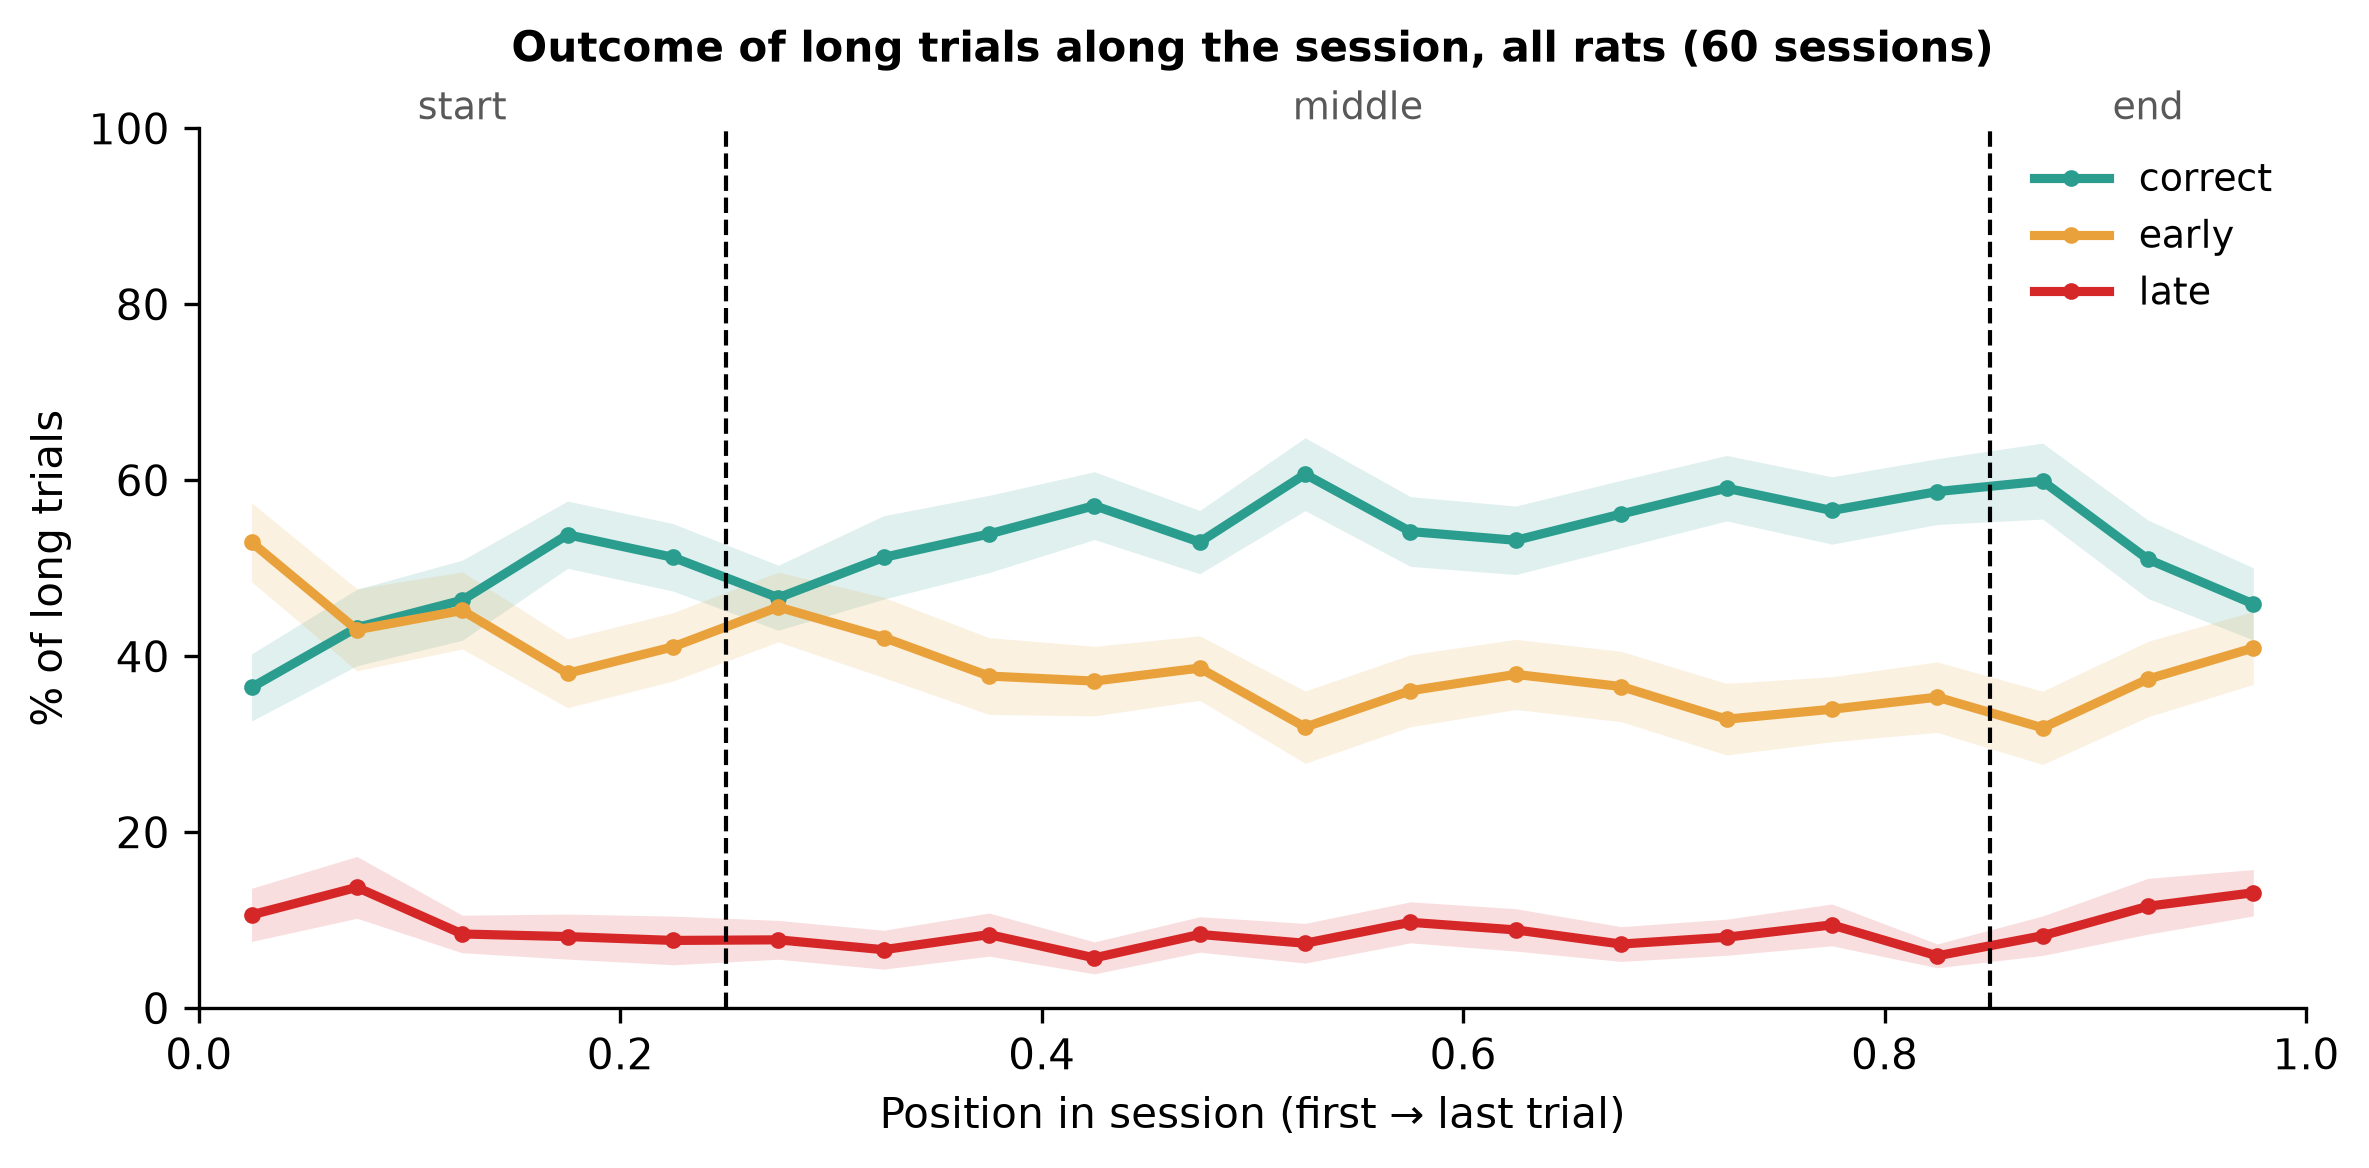 Outcome of long trials along the session, all rats (60 sessions)
start middle end
correct
early
late
% of long trials
100
80
60
40
20
0
0.0 0.2 0.4 0.6 0.8 1.0
Position in session (first → last trial)